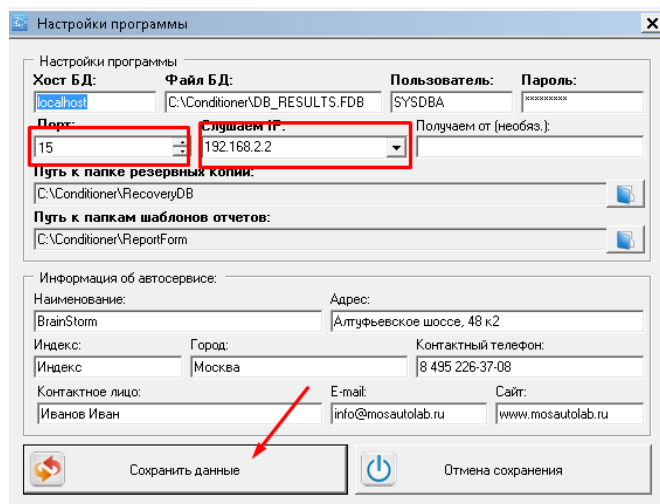 Настройки программы
Настройки программы
Хост БД: Файл БД: Пользователь: Пароль:
localhost C:\Conditioner\DB_RESULTS.FDB SYSDBA ×××××××××
Порт: Слушаем IP: Получаем от (необяз.):
15 192.168.2.2
Путь к папке резервных копий:
C:\Conditioner\RecoveryDB
Путь к папкам шаблонов отчетов:
C:\Conditioner\ReportForm
Информация об автосервисе:
Наименование: Адрес:
BrainStorm Алтуфьевское шоссе, 48 к2
Индекс: Город: Контактный телефон:
Индекс Москва 8 495 226-37-08
Контактное лицо: E-mail: Сайт:
Иванов Иван info@mosautolab.ru www.mosautolab.ru
Сохранить данные Отмена сохранения